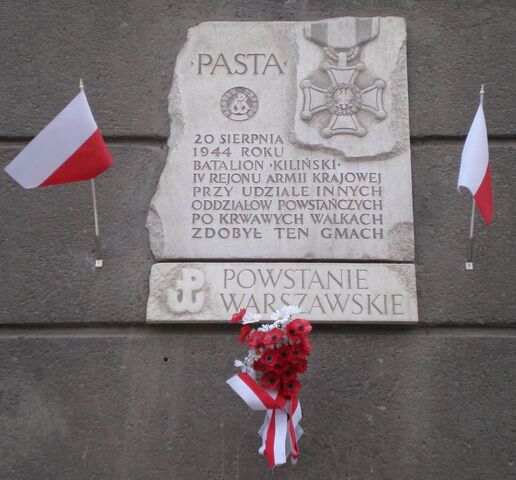 · PASTA ·
20 SIERPNIA
1944 ROKU
BATALION · KILIŃSKI ·
IV REJONU ARMII KRAJOWEJ
PRZY UDZIALE INNYCH
ODDZIAŁÓW POWSTAŃCZYCH
PO KRWAWYCH WALKACH
ZDOBYŁ TEN GMACH
POWSTANIE
WARSZAWSKIE